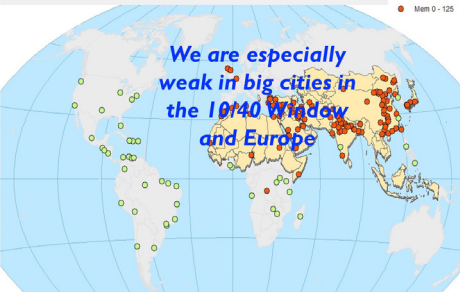 Mem 0 - 125
We are especially
weak in big cities in
the 10/40 Window
and Europe